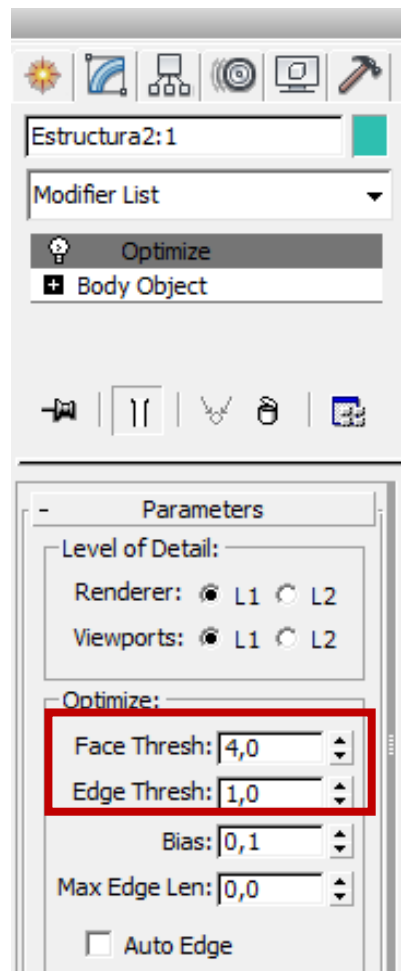 Estructura2:1
Modifier List
Optimize
Body Object
- Parameters
Level of Detail:
Renderer: L1 L2
Viewports: L1 L2
Optimize:
Face Thresh: 4,0
Edge Thresh: 1,0
Bias: 0,1
Max Edge Len: 0,0
Auto Edge